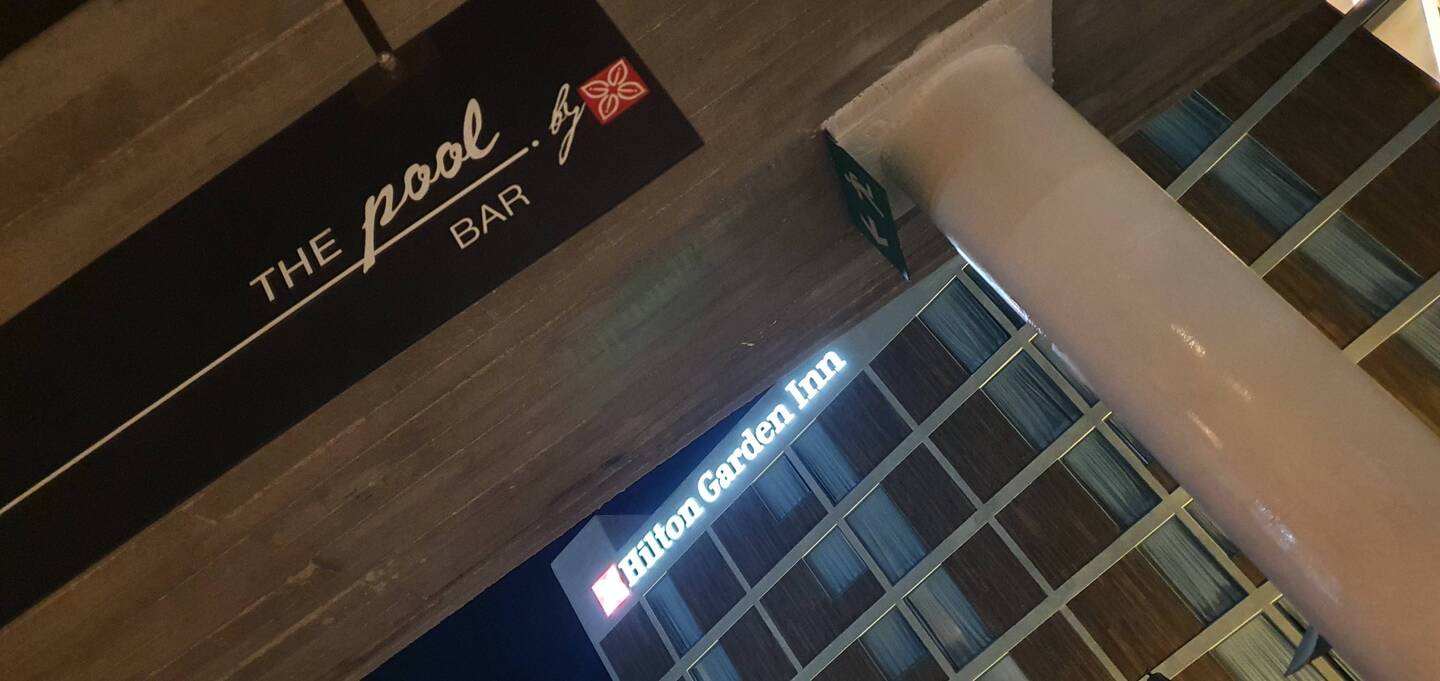 THE pool. by
BAR
Hilton Garden Inn